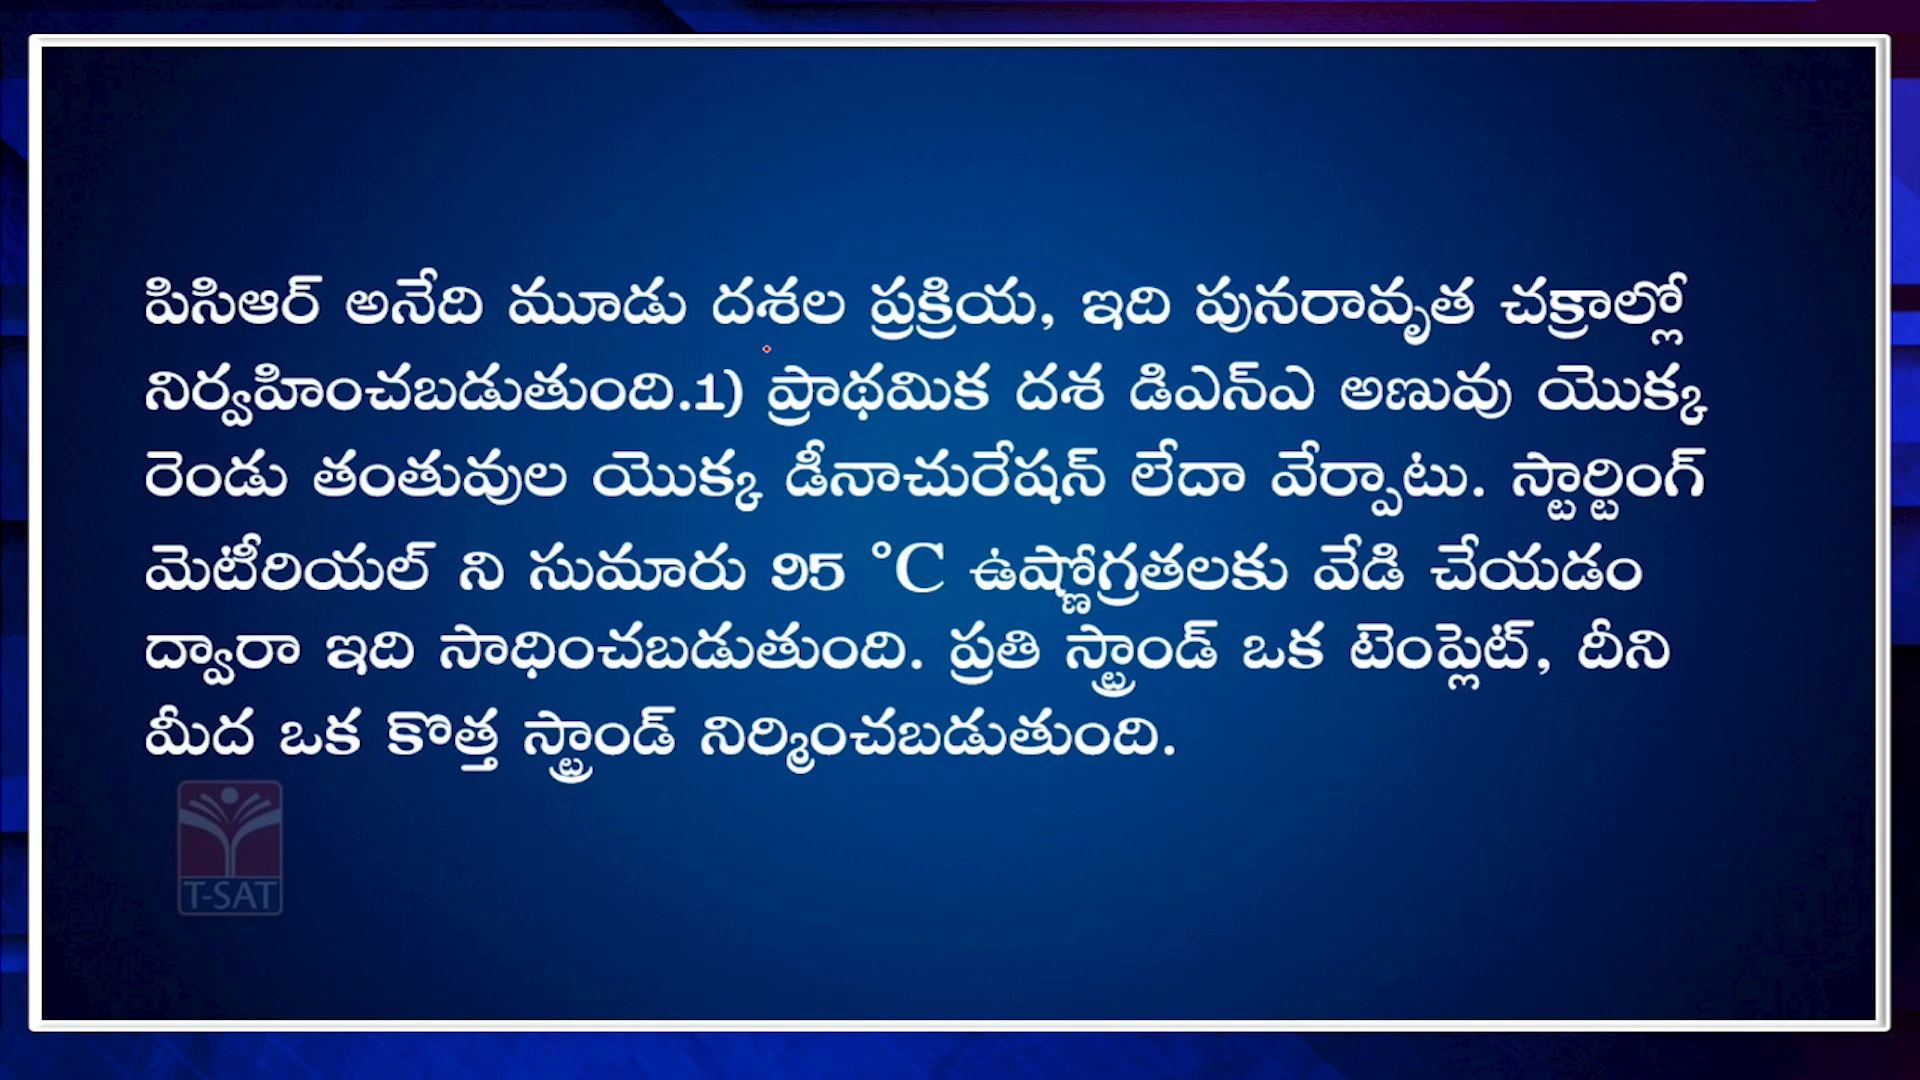 పిసిఆర్ అనేది మూడు దశల ప్రక్రియ, ఇది పునరావృత చక్రాల్లో
నిర్వహించబడుతుంది.1) ప్రాథమిక దశ డిఎన్ఎ అణువు యొక్క
రెండు తంతువుల యొక్క డీనాచురేషన్ లేదా వేర్పాటు. స్టార్టింగ్
మెటీరియల్ ని సుమారు 95 °C ఉష్ణోగ్రతలకు వేడి చేయడం
ద్వారా ఇది సాధించబడుతుంది. ప్రతి స్ట్రాండ్ ఒక టెంప్లెట్, దీని
మీద ఒక కొత్త స్ట్రాండ్ నిర్మించబడుతుంది.
T-SAT